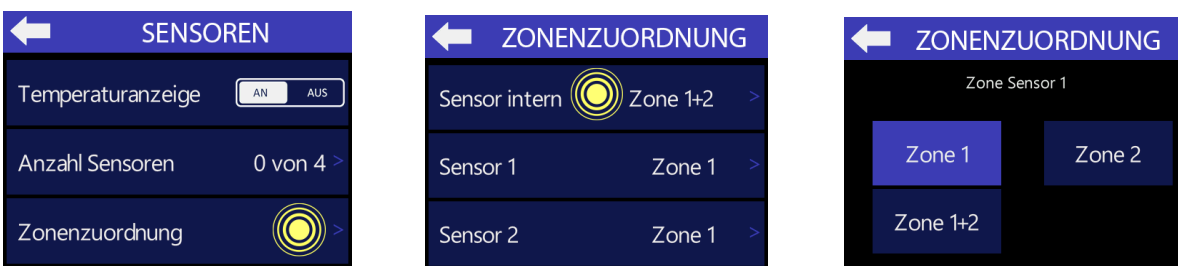 SENSOREN
Temperaturanzeige AN AUS
Anzahl Sensoren 0 von 4 >
Zonenzuordnung >
ZONENZUORDNUNG
Sensor intern Zone 1+2 >
Sensor 1 Zone 1 >
Sensor 2 Zone 1 >
ZONENZUORDNUNG
Zone Sensor 1
Zone 1 Zone 2
Zone 1+2